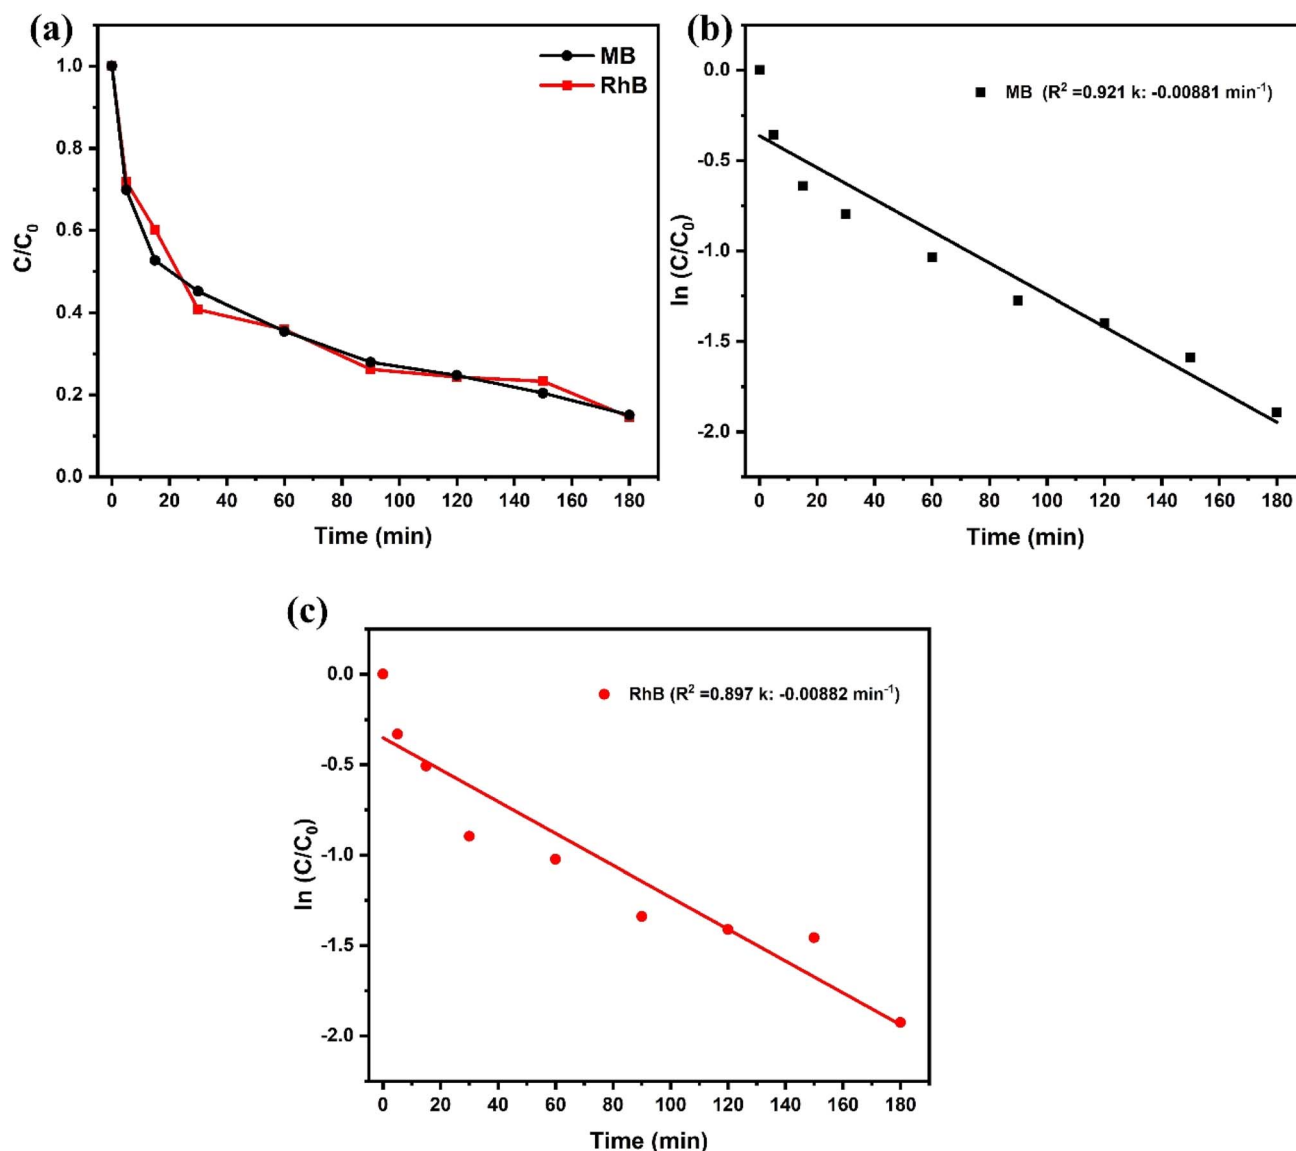 (a)
MB
RhB
1.0
0.8
0.6
0.4
0.2
0.0
C/C₀
0 20 40 60 80 100 120 140 160 180
Time (min)
(b)
MB (R² =0.921 k: -0.00881 min⁻¹)
0.0
-0.5
-1.0
-1.5
-2.0
ln (C/C₀)
0 20 40 60 80 100 120 140 160 180
Time (min)
(c)
RhB (R² =0.897 k: -0.00882 min⁻¹)
0.0
-0.5
-1.0
-1.5
-2.0
ln (C/C₀)
0 20 40 60 80 100 120 140 160 180
Time (min)